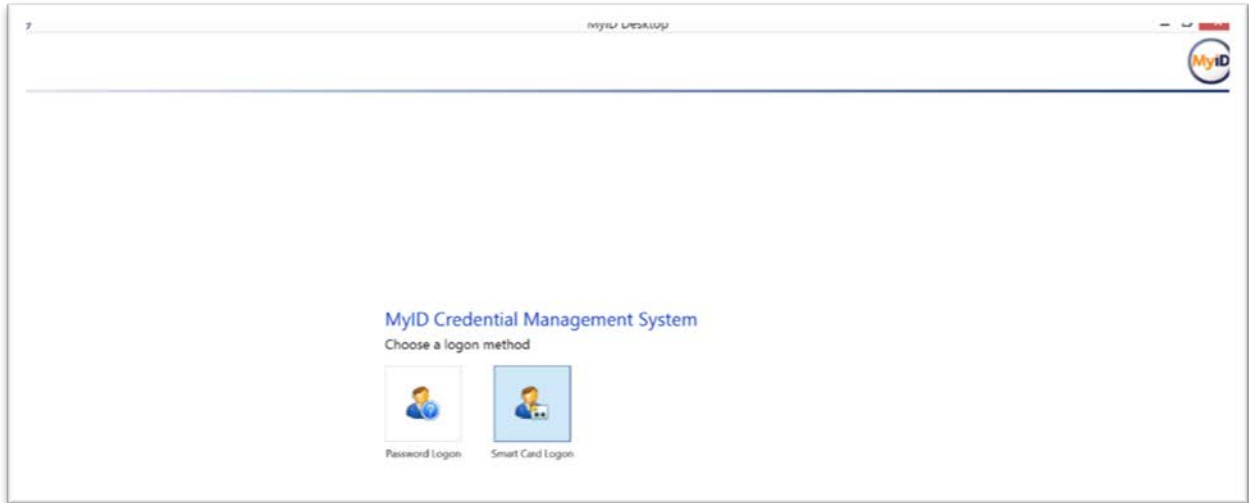 MyID Desktop
MyiD
MyID Credential Management System
Choose a logon method
Password Logon
Smart Card Logon